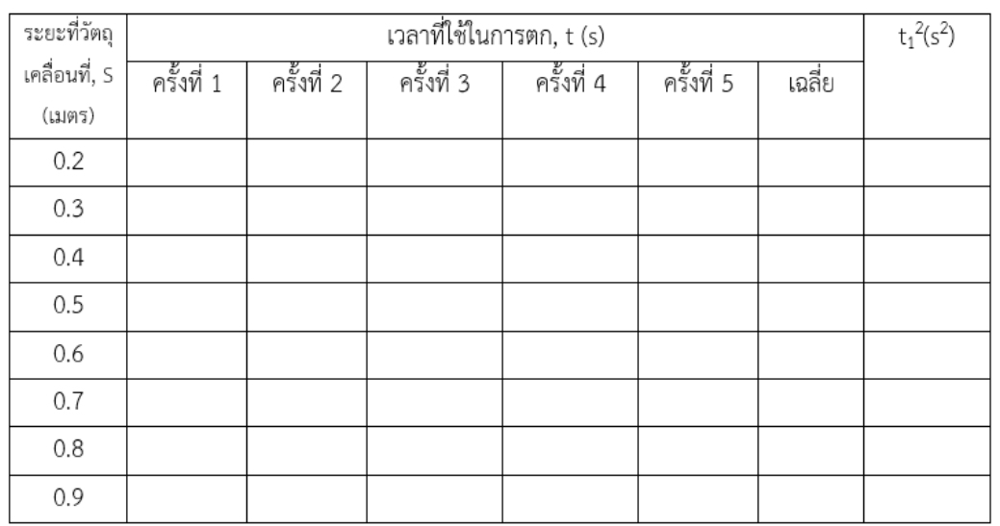 ระยะที่วัตถุ เวลาที่ใช้ในการตก, t (s) t₁²(s²)
เคลื่อนที่, S ครั้งที่ 1 ครั้งที่ 2 ครั้งที่ 3 ครั้งที่ 4 ครั้งที่ 5 เฉลี่ย
(เมตร)
0.2
0.3
0.4
0.5
0.6
0.7
0.8
0.9